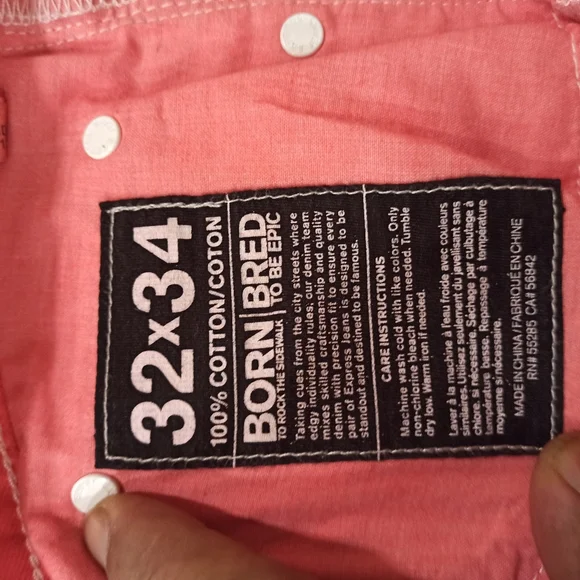 32x34
100% COTTON/COTON
BORN | BRED
TO ROCK THE SIDEWALK TO BE EPIC
Taking cues from the city streets where
edgy individuality rules, our denim team
mixes skilled craftsmanship and quality
denim with precision fit to ensure every
pair of Express jeans is designed to be
standout and destined to be famous.
CARE INSTRUCTIONS
Machine wash cold with like colors. Only
non-chlorine bleach when needed. Tumble
dry low. Warm iron if needed.
Laver à la machine à l'eau froide avec couleurs
similaires. Utilisez seulement du javellisant sans
chlore, si nécessaire. Séchage par culbutage à
température basse. Repassage à température
moyenne si nécessaire.
MADE IN CHINA / FABRIQUÉ EN CHINE
RN# 55285 CA# 56842